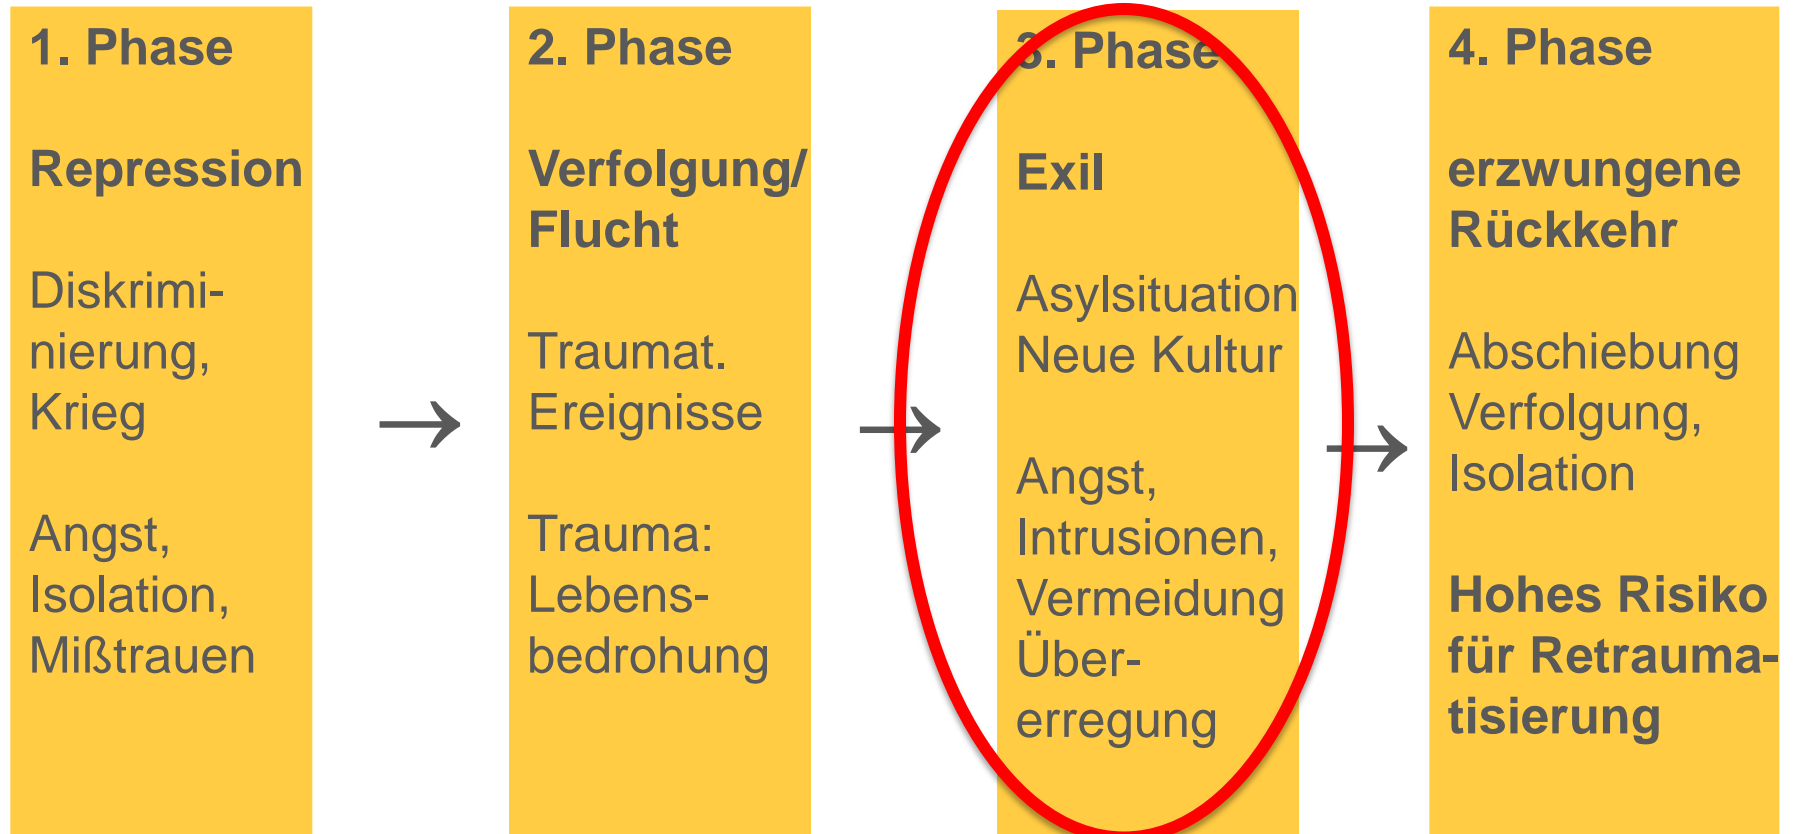 1. Phase
Repression
Diskrimi-
nierung,
Krieg
Angst,
Isolation,
Mißtrauen
→
2. Phase
Verfolgung/
Flucht
Traumat.
Ereignisse
Trauma:
Lebens-
bedrohung
→
3. Phase
Exil
Asylsituation
Neue Kultur
Angst,
Intrusionen,
Vermeidung
Über-
erregung
→
4. Phase
erzwungene
Rückkehr
Abschiebung
Verfolgung,
Isolation
Hohes Risiko
für Retrauma-
tisierung